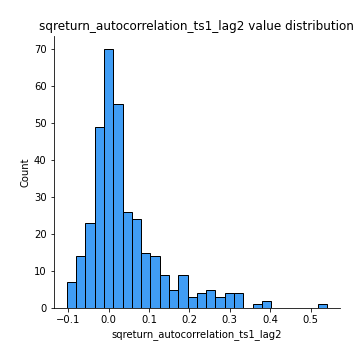 sqreturn_autocorrelation_ts1_lag2 value distribution
70
60
50
40
30
20
10
0
Count
−0.1 0.0 0.1 0.2 0.3 0.4 0.5
sqreturn_autocorrelation_ts1_lag2